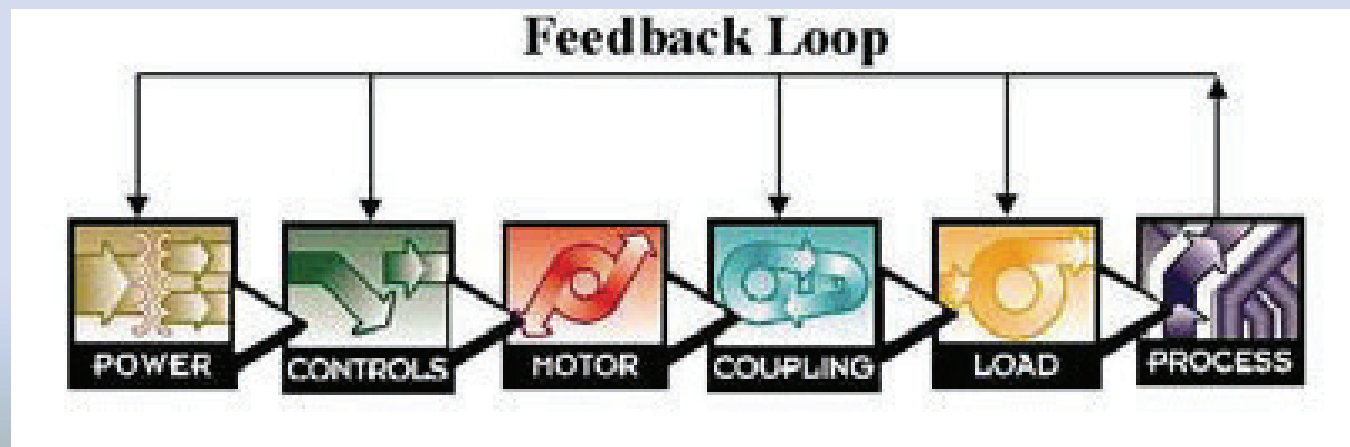 Feedback Loop
POWER
CONTROLS
MOTOR
COUPLING
LOAD
PROCESS